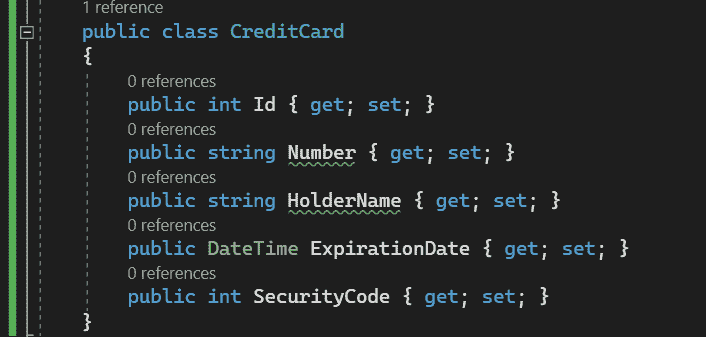 1 reference
public class CreditCard
{
0 references
public int Id { get; set; }
0 references
public string Number { get; set; }
0 references
public string HolderName { get; set; }
0 references
public DateTime ExpirationDate { get; set; }
0 references
public int SecurityCode { get; set; }
}